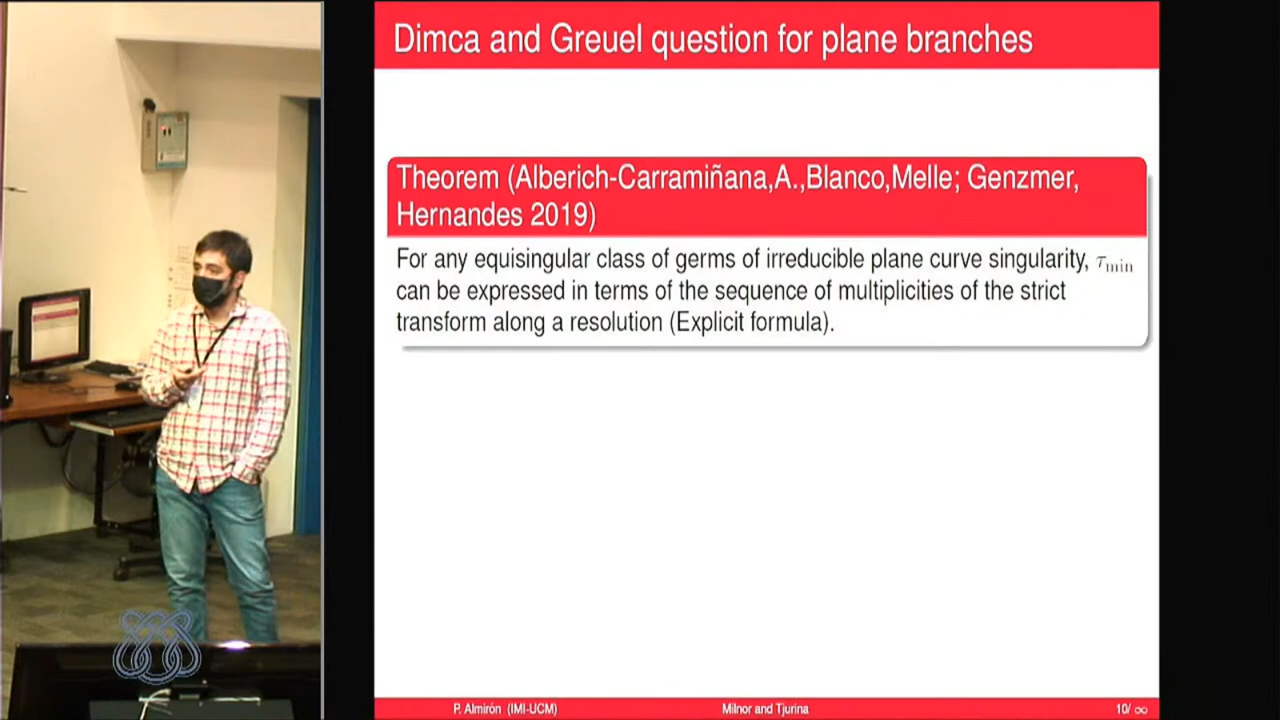 Dimca and Greuel question for plane branches
Theorem (Alberich-Carramiñana,A.,Blanco,Melle; Genzmer,
Hernandes 2019)
For any equisingular class of germs of irreducible plane curve singularity, τmin
can be expressed in terms of the sequence of multiplicities of the strict
transform along a resolution (Explicit formula).
P. Almirón (IMI-UCM) Milnor and Tjurina 10/ ∞